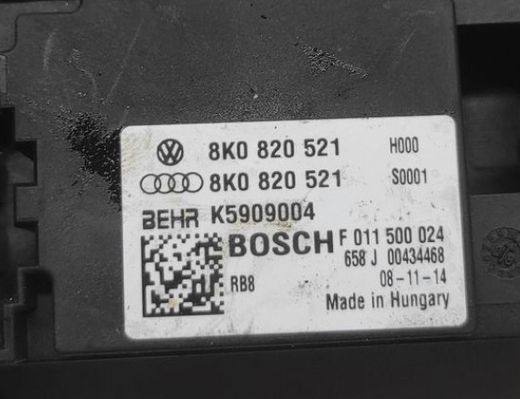 8K0 820 521 H000
8K0 820 521 S0001
BEHR K5909004
BOSCH F 011 500 024
658 J 00434468
RB8 08-11-14
Made in Hungary